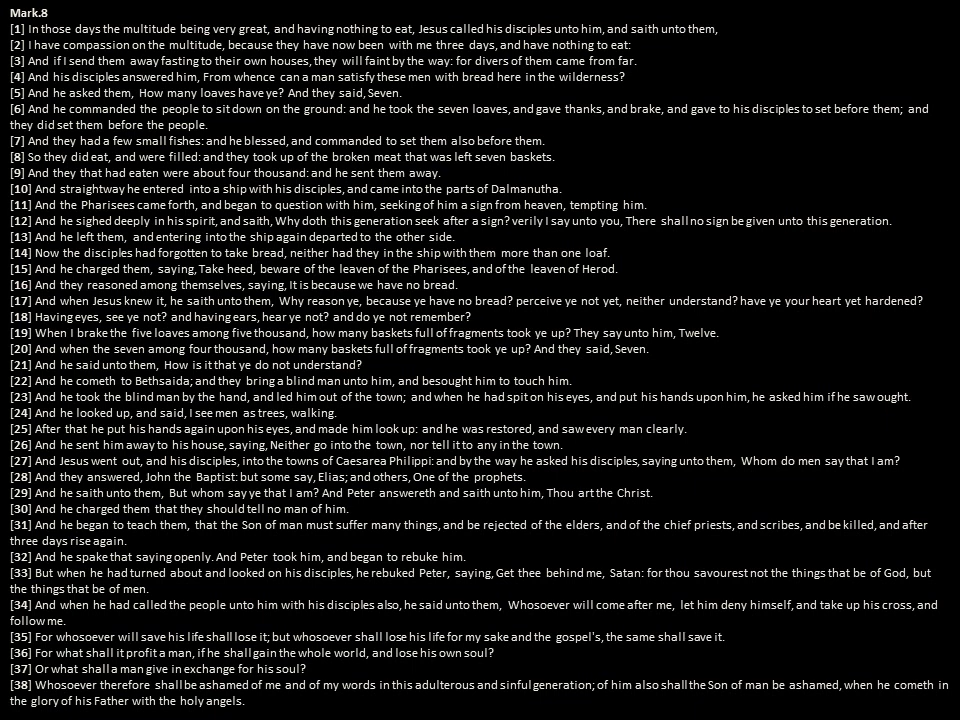 Mark.8
[1] In those days the multitude being very great, and having nothing to eat, Jesus called his disciples unto him, and saith unto them,
[2] I have compassion on the multitude, because they have now been with me three days, and have nothing to eat:
[3] And if I send them away fasting to their own houses, they will faint by the way: for divers of them came from far.
[4] And his disciples answered him, From whence can a man satisfy these men with bread here in the wilderness?
[5] And he asked them, How many loaves have ye? And they said, Seven.
[6] And he commanded the people to sit down on the ground: and he took the seven loaves, and gave thanks, and brake, and gave to his disciples to set before them; and
they did set them before the people.
[7] And they had a few small fishes: and he blessed, and commanded to set them also before them.
[8] So they did eat, and were filled: and they took up of the broken meat that was left seven baskets.
[9] And they that had eaten were about four thousand: and he sent them away.
[10] And straightway he entered into a ship with his disciples, and came into the parts of Dalmanutha.
[11] And the Pharisees came forth, and began to question with him, seeking of him a sign from heaven, tempting him.
[12] And he sighed deeply in his spirit, and saith, Why doth this generation seek after a sign? verily I say unto you, There shall no sign be given unto this generation.
[13] And he left them, and entering into the ship again departed to the other side.
[14] Now the disciples had forgotten to take bread, neither had they in the ship with them more than one loaf.
[15] And he charged them, saying, Take heed, beware of the leaven of the Pharisees, and of the leaven of Herod.
[16] And they reasoned among themselves, saying, It is because we have no bread.
[17] And when Jesus knew it, he saith unto them, Why reason ye, because ye have no bread? perceive ye not yet, neither understand? have ye your heart yet hardened?
[18] Having eyes, see ye not? and having ears, hear ye not? and do ye not remember?
[19] When I brake the five loaves among five thousand, how many baskets full of fragments took ye up? They say unto him, Twelve.
[20] And when the seven among four thousand, how many baskets full of fragments took ye up? And they said, Seven.
[21] And he said unto them, How is it that ye do not understand?
[22] And he cometh to Bethsaida; and they bring a blind man unto him, and besought him to touch him.
[23] And he took the blind man by the hand, and led him out of the town; and when he had spit on his eyes, and put his hands upon him, he asked him if he saw ought.
[24] And he looked up, and said, I see men as trees, walking.
[25] After that he put his hands again upon his eyes, and made him look up: and he was restored, and saw every man clearly.
[26] And he sent him away to his house, saying, Neither go into the town, nor tell it to any in the town.
[27] And Jesus went out, and his disciples, into the towns of Caesarea Philippi: and by the way he asked his disciples, saying unto them, Whom do men say that I am?
[28] And they answered, John the Baptist: but some say, Elias; and others, One of the prophets.
[29] And he saith unto them, But whom say ye that I am? And Peter answereth and saith unto him, Thou art the Christ.
[30] And he charged them that they should tell no man of him.
[31] And he began to teach them, that the Son of man must suffer many things, and be rejected of the elders, and of the chief priests, and scribes, and be killed, and after
three days rise again.
[32] And he spake that saying openly. And Peter took him, and began to rebuke him.
[33] But when he had turned about and looked on his disciples, he rebuked Peter, saying, Get thee behind me, Satan: for thou savourest not the things that be of God, but
the things that be of men.
[34] And when he had called the people unto him with his disciples also, he said unto them, Whosoever will come after me, let him deny himself, and take up his cross, and
follow me.
[35] For whosoever will save his life shall lose it; but whosoever shall lose his life for my sake and the gospel's, the same shall save it.
[36] For what shall it profit a man, if he shall gain the whole world, and lose his own soul?
[37] Or what shall a man give in exchange for his soul?
[38] Whosoever therefore shall be ashamed of me and of my words in this adulterous and sinful generation; of him also shall the Son of man be ashamed, when he cometh in
the glory of his Father with the holy angels.